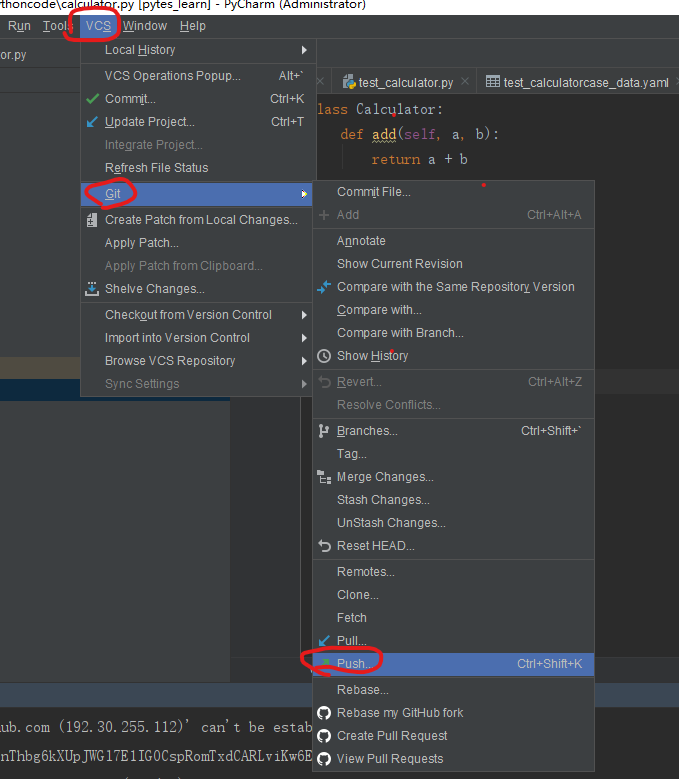 rthoncode\calculator.py [pytes_learn] - PyCharm (Administrator)
Run Tools VCS Window Help
or.py
Local History
VCS Operations Popup... Alt+`
Commit... Ctrl+K
Update Project... Ctrl+T
Integrate Project...
Refresh File Status
Git
Create Patch from Local Changes...
Apply Patch...
Apply Patch from Clipboard...
Shelve Changes...
Checkout from Version Control
Import into Version Control
Browse VCS Repository
Sync Settings
test_calculator.py test_calculatorcase_data.yaml
lass Calculator:
def add(self, a, b):
return a + b
Commit File...
Add Ctrl+Alt+A
Annotate
Show Current Revision
Compare with the Same Repository Version
Compare with...
Compare with Branch...
Show History
Revert... Ctrl+Alt+Z
Resolve Conflicts...
Branches... Ctrl+Shift+`
Tag...
Merge Changes...
Stash Changes...
UnStash Changes...
Reset HEAD...
Remotes...
Clone...
Fetch
Pull...
Push... Ctrl+Shift+K
Rebase...
Rebase my GitHub fork
Create Pull Request
View Pull Requests
ub.com (192.30.255.112)' can't be estab
nThbg6kXUpJWGl7E1IGOCspRomTxdCARLviKw6E